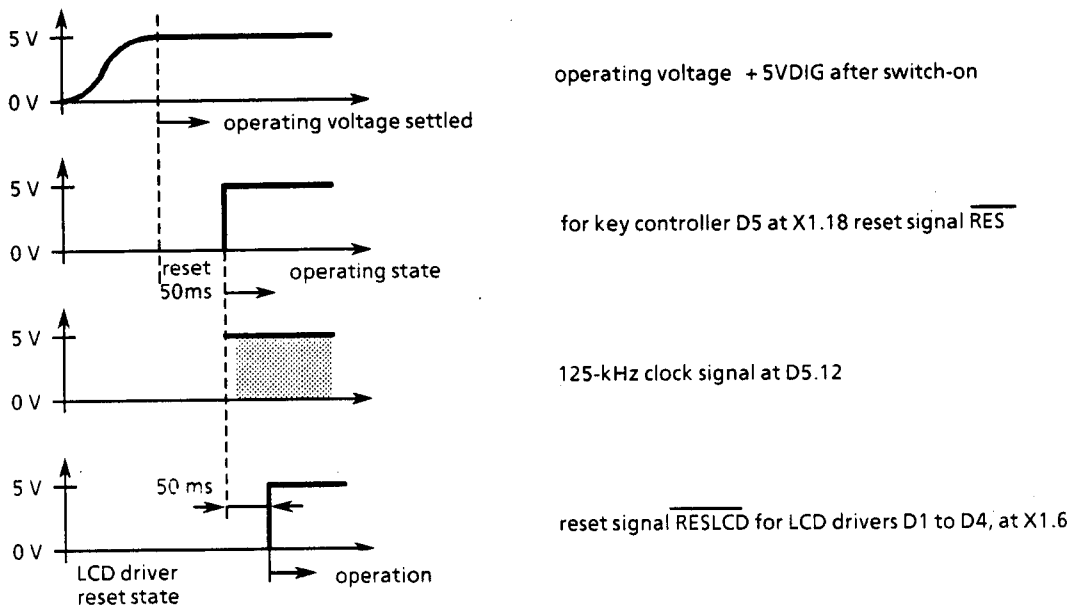 5 V
0 V
operating voltage settled
operating voltage + 5VDIG after switch-on
5 V
0 V
reset
50ms
operating state
for key controller D5 at X1.18 reset signal R̅E̅S̅
5 V
0 V
125-kHz clock signal at D5.12
5 V
50 ms
0 V
LCD driver
reset state
operation
reset signal R̅E̅S̅L̅C̅D̅ for LCD drivers D1 to D4, at X1.6